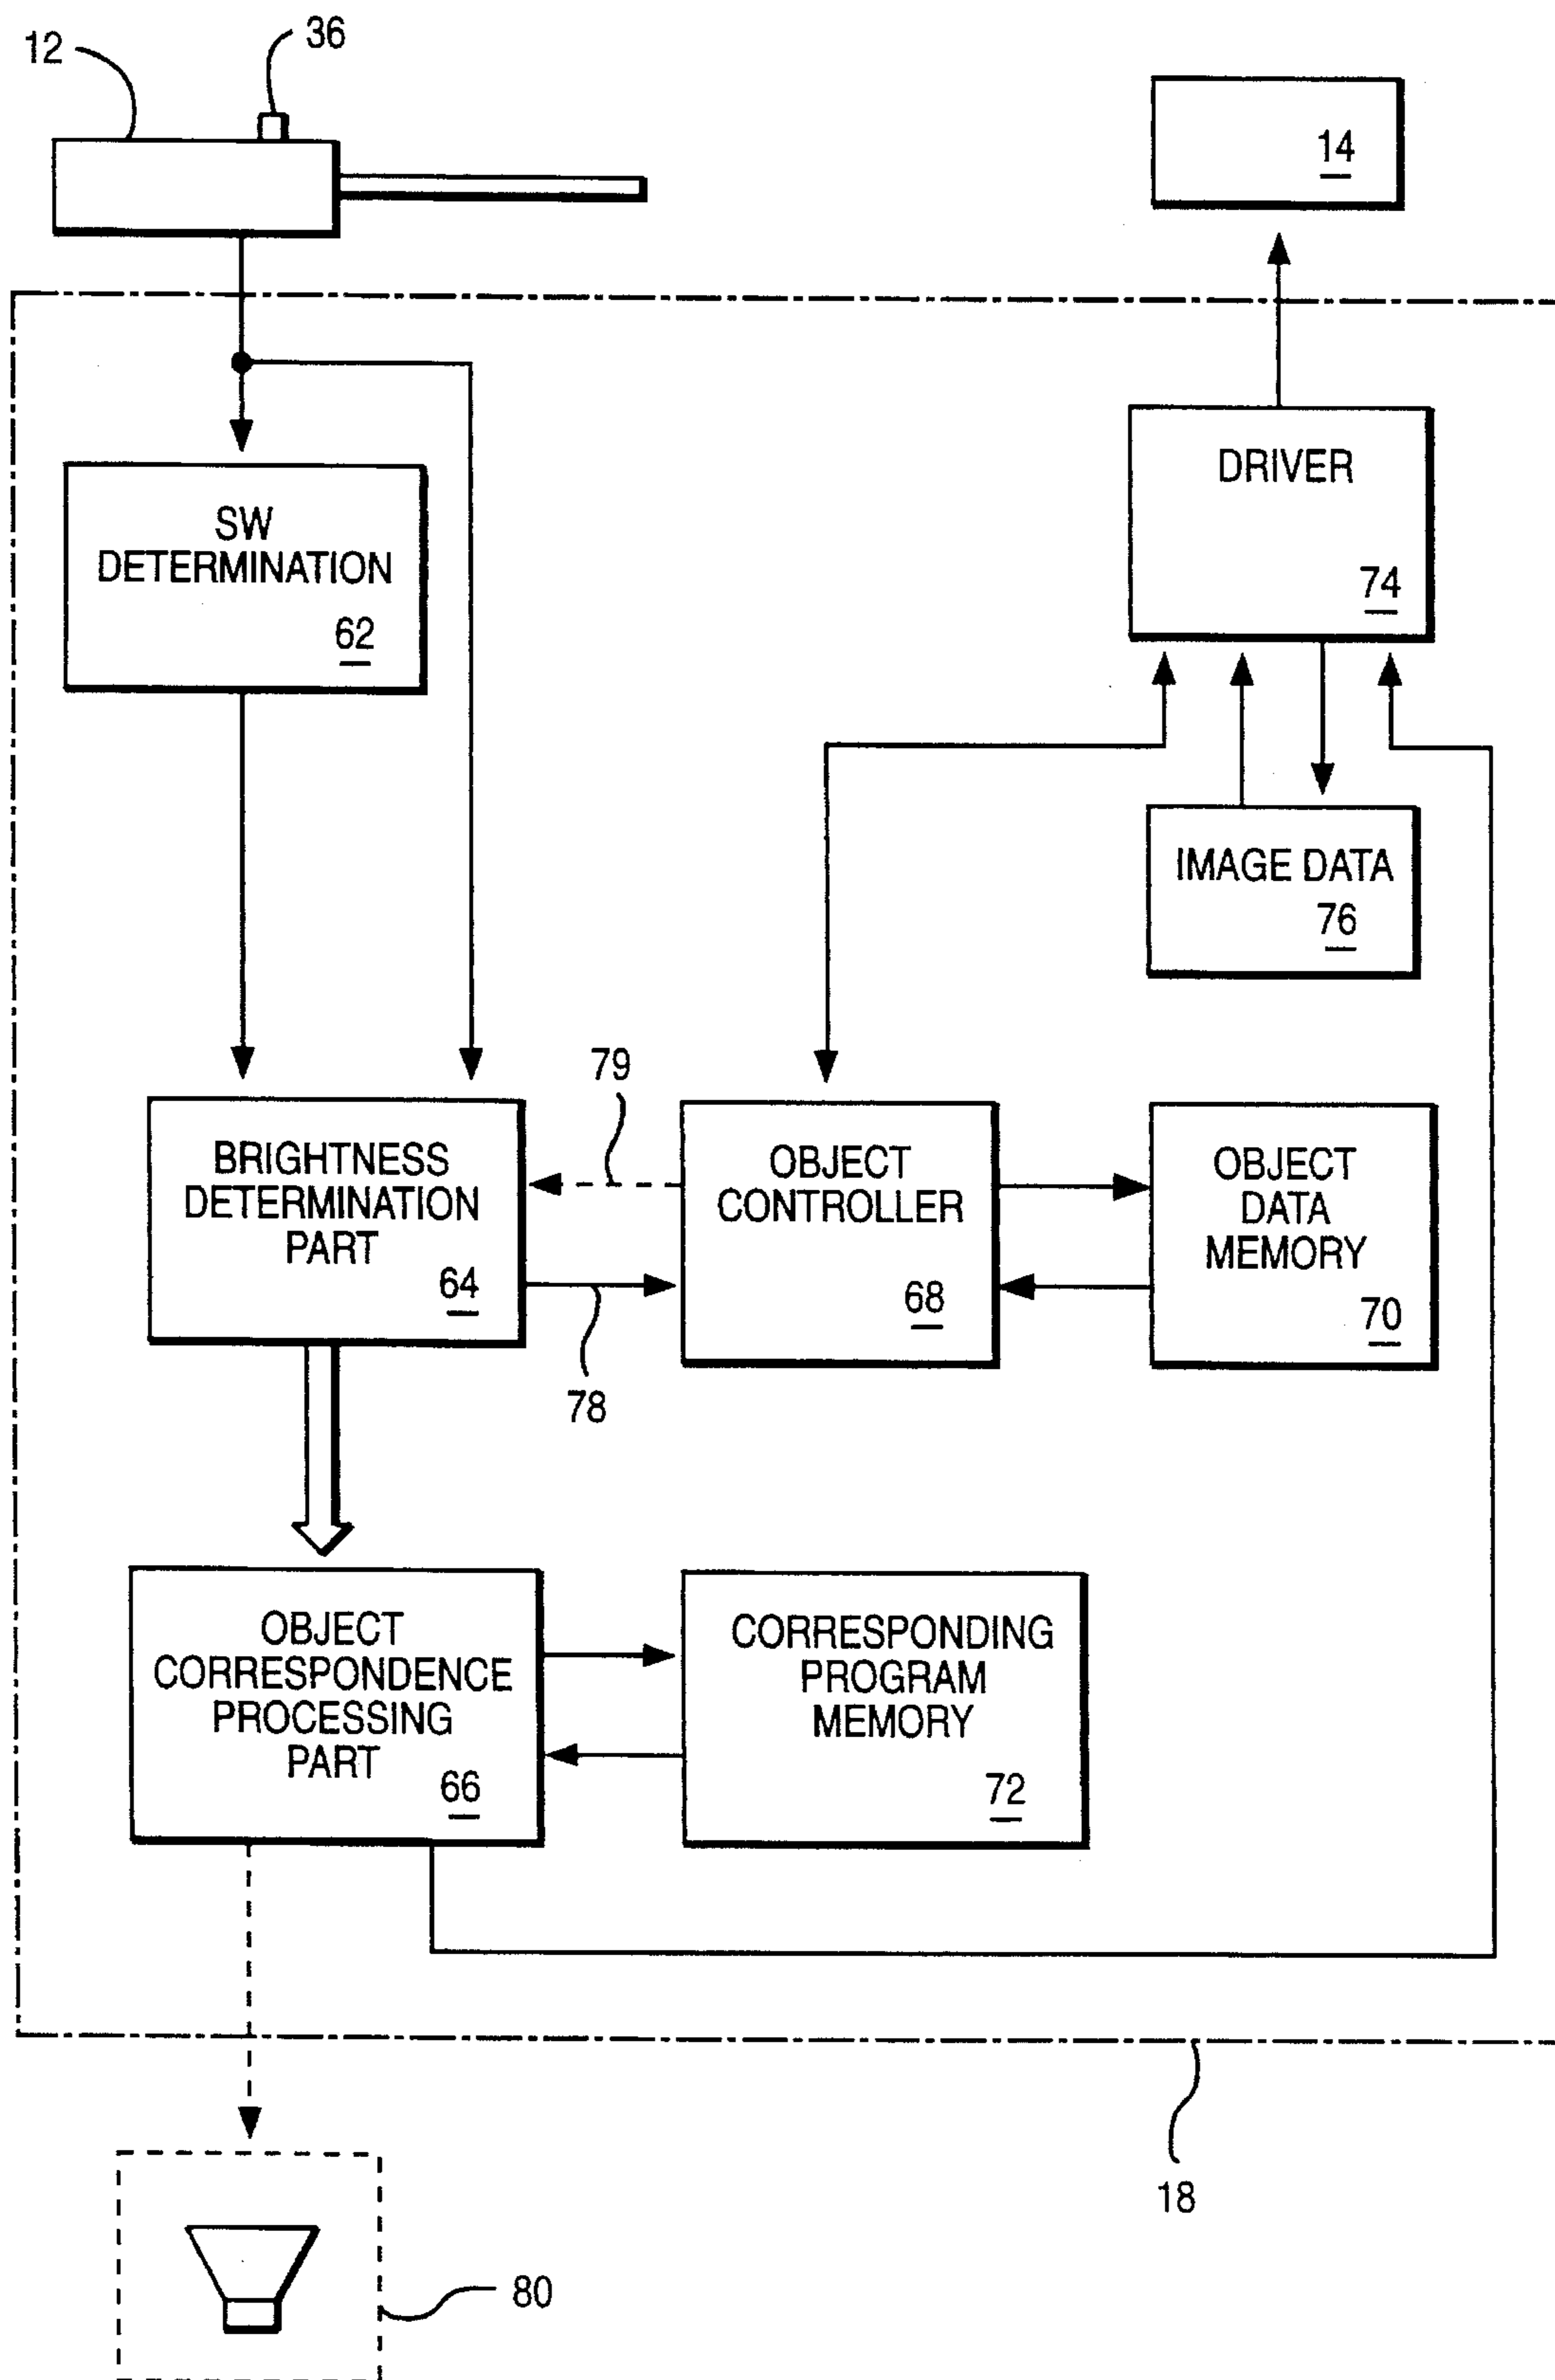 36
12
14
DRIVER
74
SW
DETERMINATION
62
IMAGE DATA
76
79
BRIGHTNESS
DETERMINATION
PART
64
OBJECT
CONTROLLER
68
OBJECT
DATA
MEMORY
70
78
OBJECT
CORRESPONDENCE
PROCESSING
PART
66
CORRESPONDING
PROGRAM
MEMORY
72
18
80